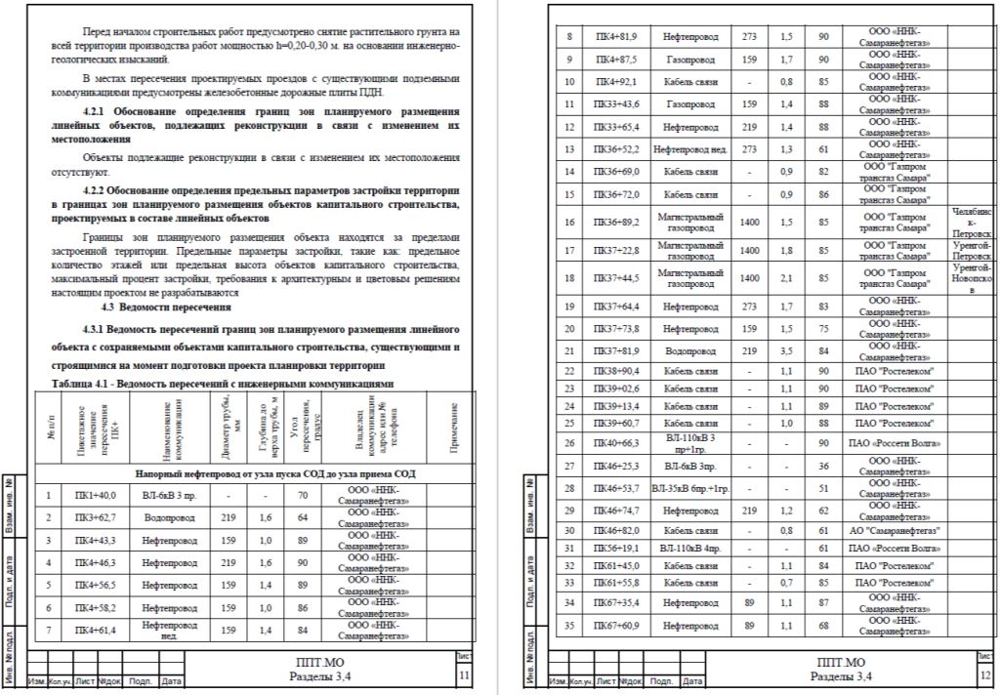 Перед началом строительных работ предусмотрено снятие растительного грунта на
всей территории производства работ мощностью h=0,20-0,30 м. на основании инженерно-
геологических изысканий.
В местах пересечения проектируемых проездов с существующими подземными
коммуникациями предусмотрены железобетонные дорожные плиты ПДН.
4.2.1 Обоснование определения границ зон планируемого размещения
линейных объектов, подлежащих реконструкции в связи с изменением их
местоположения
Объекты подлежащие реконструкции в связи с изменением их местоположения
отсутствуют.
4.2.2 Обоснование определения предельных параметров застройки территории
в границах зон планируемого размещения объектов капитального строительства,
проектируемых в составе линейных объектов
Границы зон планируемого размещения объекта находятся за пределами
застроенной территории. Предельные параметры застройки, такие как: предельное
количество этажей или предельная высота объектов капитального строительства,
максимальный процент застройки, требования к архитектурным и цветовым решениям
настоящим проектом не разрабатываются
4.3 Ведомости пересечения
4.3.1 Ведомость пересечений границ зон планируемого размещения линейного
объекта с сохраняемыми объектами капитального строительства, существующими и
строящимися на момент подготовки проекта планировки территории
Таблица 4.1 - Ведомость пересечений с инженерными коммуникациями
№ п/п
Пикетажное
значение
пересечения
ПК+
Наименование
коммуникации
Диаметр трубы,
мм
Глубина до
верха трубы, м
Угол
пересечения,
градус
Владелец
коммуникации
адрес или №
телефона
Примечание
Напорный нефтепровод от узла пуска СОД до узла приема СОД
1 ПК1+40,0 ВЛ-6кВ 3 пр. - - 70 ООО «ННК-
Самаранефтегаз»
2 ПК3+62,7 Водопровод 219 1,6 64 ООО «ННК-
Самаранефтегаз»
3 ПК4+43,3 Нефтепровод 159 1,0 89 ООО «ННК-
Самаранефтегаз»
4 ПК4+46,3 Нефтепровод 219 1,6 90 ООО «ННК-
Самаранефтегаз»
5 ПК4+56,5 Нефтепровод 159 1,4 89 ООО «ННК-
Самаранефтегаз»
6 ПК4+58,2 Нефтепровод 159 1,0 86 ООО «ННК-
Самаранефтегаз»
7 ПК4+61,4 Нефтепровод
нед. 159 1,4 84 ООО «ННК-
Самаранефтегаз»
Взам. инв. №
Подп. и дата
Инв. № подл.
Изм. Кол.уч. Лист №док Подп. Дата
ППТ.МО
Разделы 3,4
Лист
11
8 ПК4+81,9 Нефтепровод 273 1,5 90 ООО «ННК-
Самаранефтегаз»
9 ПК4+87,5 Газопровод 159 1,7 90 ООО «ННК-
Самаранефтегаз»
10 ПК4+92,1 Кабель связи - 0,8 85 ООО «ННК-
Самаранефтегаз»
11 ПК33+43,6 Газопровод 159 1,4 88 ООО «ННК-
Самаранефтегаз»
12 ПК33+65,4 Нефтепровод 219 1,4 88 ООО «ННК-
Самаранефтегаз»
13 ПК36+52,2 Нефтепровод нед. 273 1,3 61 ООО «ННК-
Самаранефтегаз»
14 ПК36+69,0 Кабель связи - 0,9 82 ООО "Газпром
трансгаз Самара"
15 ПК36+72,0 Кабель связи - 0,9 86 ООО "Газпром
трансгаз Самара"
16 ПК36+89,2 Магистральный
газопровод 1400 1,5 85 ООО "Газпром
трансгаз Самара" Челябинс
к-
Петровск
17 ПК37+22,8 Магистральный
газопровод 1400 1,8 85 ООО "Газпром
трансгаз Самара" Уренгой-
Петровск
18 ПК37+44,5 Магистральный
газопровод 1400 2,1 85 ООО "Газпром
трансгаз Самара" Уренгой-
Новопско
в
19 ПК37+64,4 Нефтепровод 273 1,7 83 ООО «ННК-
Самаранефтегаз»
20 ПК37+73,8 Нефтепровод 159 1,5 75 ООО «ННК-
Самаранефтегаз»
21 ПК37+81,9 Водопровод 219 3,5 84 ООО «ННК-
Самаранефтегаз»
22 ПК38+90,4 Кабель связи - 1,1 90 ПАО "Ростелеком"
23 ПК39+02,6 Кабель связи - 1,1 90 ПАО "Ростелеком"
24 ПК39+13,4 Кабель связи - 1,1 89 ПАО "Ростелеком"
25 ПК39+60,7 Кабель связи - 1,0 88 ПАО "Ростелеком"
26 ПК40+66,3 ВЛ-110кВ 3
пр+1гр. - - 90 ПАО «Россети Волга»
27 ПК46+25,3 ВЛ-6кВ 3пр. - - 36 ООО «ННК-
Самаранефтегаз»
28 ПК46+53,7 ВЛ-35кВ 6пр.+1гр. - - 51 ООО «ННК-
Самаранефтегаз»
29 ПК46+74,7 Нефтепровод 219 1,2 62 ООО «ННК-
Самаранефтегаз»
30 ПК46+82,0 Кабель связи - 0,8 61 АО "Самаранефтегаз"
31 ПК56+19,1 ВЛ-110кВ 4пр. - - 61 ПАО «Россети Волга»
32 ПК61+45,0 Кабель связи - 1,1 84 ПАО "Ростелеком"
33 ПК61+55,8 Кабель связи - 0,7 85 ПАО "Ростелеком"
34 ПК67+35,4 Нефтепровод 89 1,1 87 ООО «ННК-
Самаранефтегаз»
35 ПК67+60,9 Нефтепровод 89 1,1 68 ООО «ННК-
Самаранефтегаз»
Взам. инв. №
Подп. и дата
Инв. № подл.
Изм. Кол.уч. Лист №док Подп. Дата
ППТ.МО
Разделы 3,4
Лист
12